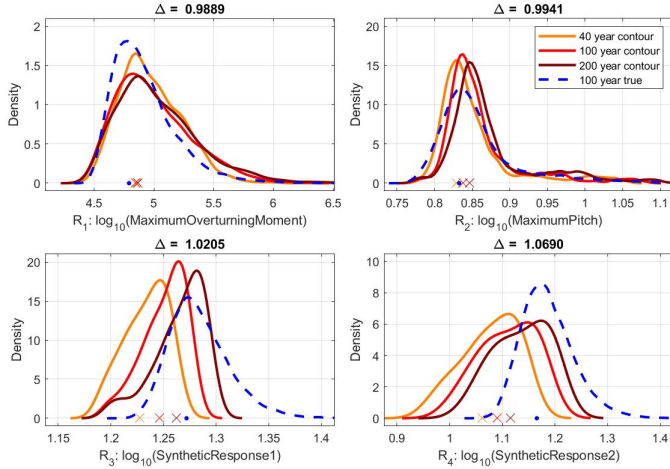 Δ = 0.9889
Density
2
1.5
1
0.5
0
4.5 5 5.5 6 6.5
R1: log10(MaximumOverturningMoment)
Δ = 0.9941
40 year contour
100 year contour
200 year contour
100 year true
Density
20
15
10
5
0
0.75 0.8 0.85 0.9 0.95 1 1.05 1.1
R2: log10(MaximumPitch)
Δ = 1.0205
Density
20
15
10
5
0
1.15 1.2 1.25 1.3 1.35 1.4
R3: log10(SyntheticResponse1)
Δ = 1.0690
Density
10
8
6
4
2
0
0.9 1 1.1 1.2 1.3 1.4
R4: log10(SyntheticResponse2)